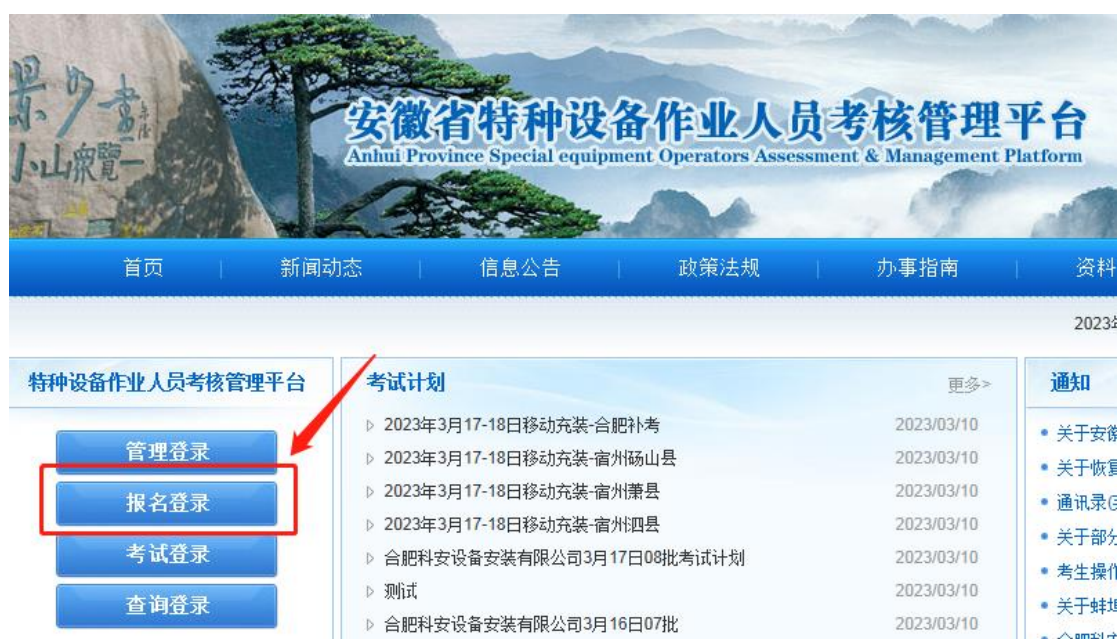 安徽省特种设备作业人员考核管理平台
Anhui Province Special equipment Operators Assessment & Management Platform
首页 新闻动态 信息公告 政策法规 办事指南 资料
2023
特种设备作业人员考核管理平台
管理登录
报名登录
考试登录
查询登录
考试计划 更多>
2023年3月17-18日移动充装-合肥补考 2023/03/10
2023年3月17-18日移动充装-宿州砀山县 2023/03/10
2023年3月17-18日移动充装-宿州萧县 2023/03/10
2023年3月17-18日移动充装-宿州泗县 2023/03/10
合肥科安设备安装有限公司3月17日08批考试计划 2023/03/10
测试 2023/03/10
合肥科安设备安装有限公司3月16日07批 2023/03/10
通知
关于安徽
关于恢复
通讯录
关于部分
考生操作
关于蚌埠